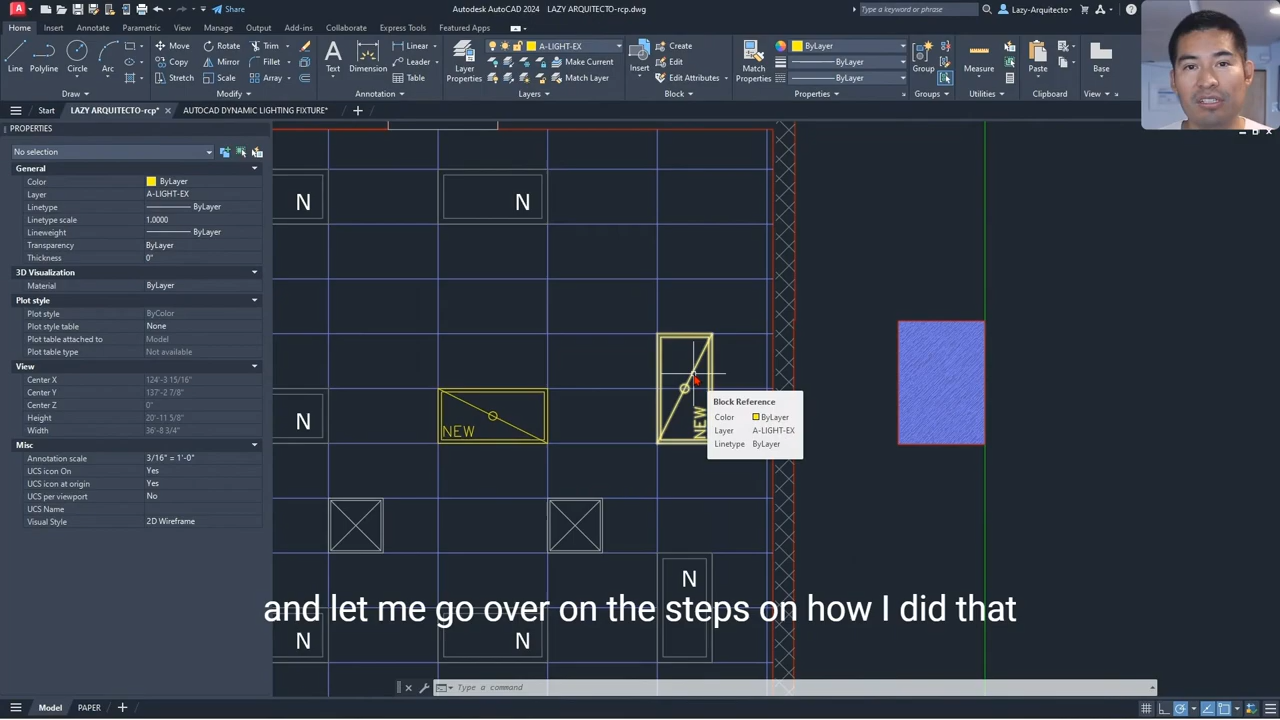 Share
Autodesk AutoCAD 2024 LAZY ARQUITECTO-rcp.dwg
Type a keyword or phrase
Lazy-Arquitecto
Home Insert Annotate Parametric View Manage Output Add-ins Collaborate Express Tools Featured Apps
Line Polyline Circle Arc
Move Rotate Trim
Copy Mirror Fillet
Stretch Scale Array
Text Dimension
Linear
Leader
Table
Layer Properties
A-LIGHT-EX
Make Current
Match Layer
Insert
Create
Edit
Edit Attributes
Match Properties
ByLayer
ByLayer
ByLayer
Group
Measure
Paste
Base
Draw Modify Annotation Layers Block Properties Groups Utilities Clipboard View
Start LAZY ARQUITECTO-rcp* AUTOCAD DYNAMIC LIGHTING FIXTURE*
PROPERTIES
No selection
General
Color ByLayer
Layer A-LIGHT-EX
Linetype ByLayer
Linetype scale 1.0000
Lineweight ByLayer
Transparency ByLayer
Thickness 0"
3D Visualization
Material ByLayer
Plot style
Plot style ByColor
Plot style table None
Plot table attached to Model
Plot table type Not available
View
Center X 124'-3 15/16"
Center Y 137'-2 7/8"
Center Z 0"
Height 20'-11 5/8"
Width 36'-8 3/4"
Misc
Annotation scale 3/16" = 1'-0"
UCS icon On Yes
UCS icon at origin Yes
UCS per viewport No
UCS Name
Visual Style 2D Wireframe
N
N
N
NEW
NEW
Block Reference
Color ByLayer
Layer A-LIGHT-EX
Linetype ByLayer
N
and let me go over on the steps on how I did that
N
N
Type a command
Model PAPER